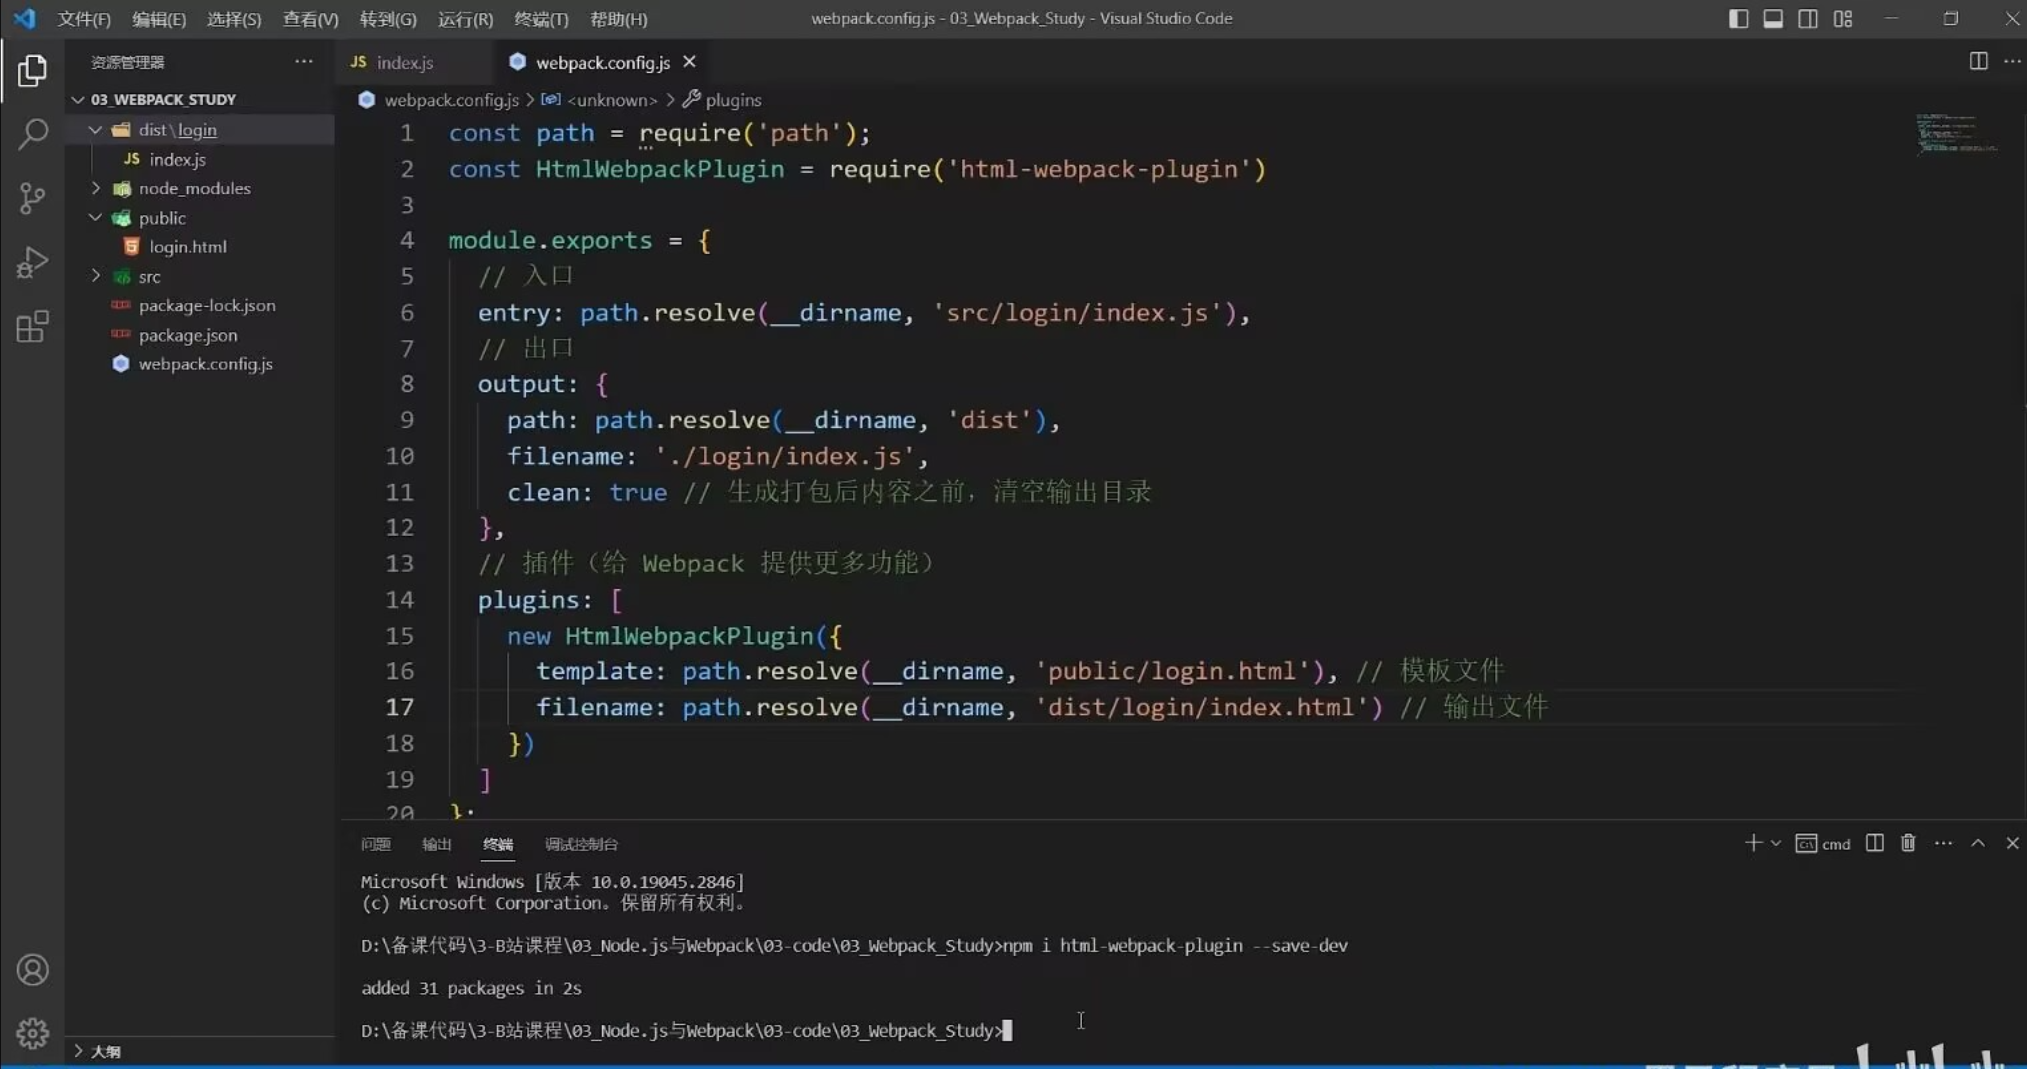 文件(F) 编辑(E) 选择(S) 查看(V) 转到(G) 运行(R) 终端(T) 帮助(H) webpack.config.js - 03_Webpack_Study - Visual Studio Code
资源管理器
03_WEBPACK_STUDY
dist\login
JS index.js
node_modules
public
login.html
src
package-lock.json
package.json
webpack.config.js
大纲
JS index.js webpack.config.js
webpack.config.js > <unknown> > plugins
1 const path = require('path');
2 const HtmlWebpackPlugin = require('html-webpack-plugin')
3
4 module.exports = {
5 // 入口
6 entry: path.resolve(__dirname, 'src/login/index.js'),
7 // 出口
8 output: {
9 path: path.resolve(__dirname, 'dist'),
10 filename: './login/index.js',
11 clean: true // 生成打包后内容之前，清空输出目录
12 },
13 // 插件（给 Webpack 提供更多功能）
14 plugins: [
15 new HtmlWebpackPlugin({
16 template: path.resolve(__dirname, 'public/login.html'), // 模板文件
17 filename: path.resolve(__dirname, 'dist/login/index.html') // 输出文件
18 })
19 ]
20 };
问题 输出 终端 调试控制台 cmd
Microsoft Windows [版本 10.0.19045.2846]
(c) Microsoft Corporation。保留所有权利。
D:\备课代码\3-B站课程\03_Node.js与Webpack\03-code\03_Webpack_Study>npm i html-webpack-plugin --save-dev
added 31 packages in 2s
D:\备课代码\3-B站课程\03_Node.js与Webpack\03-code\03_Webpack_Study>